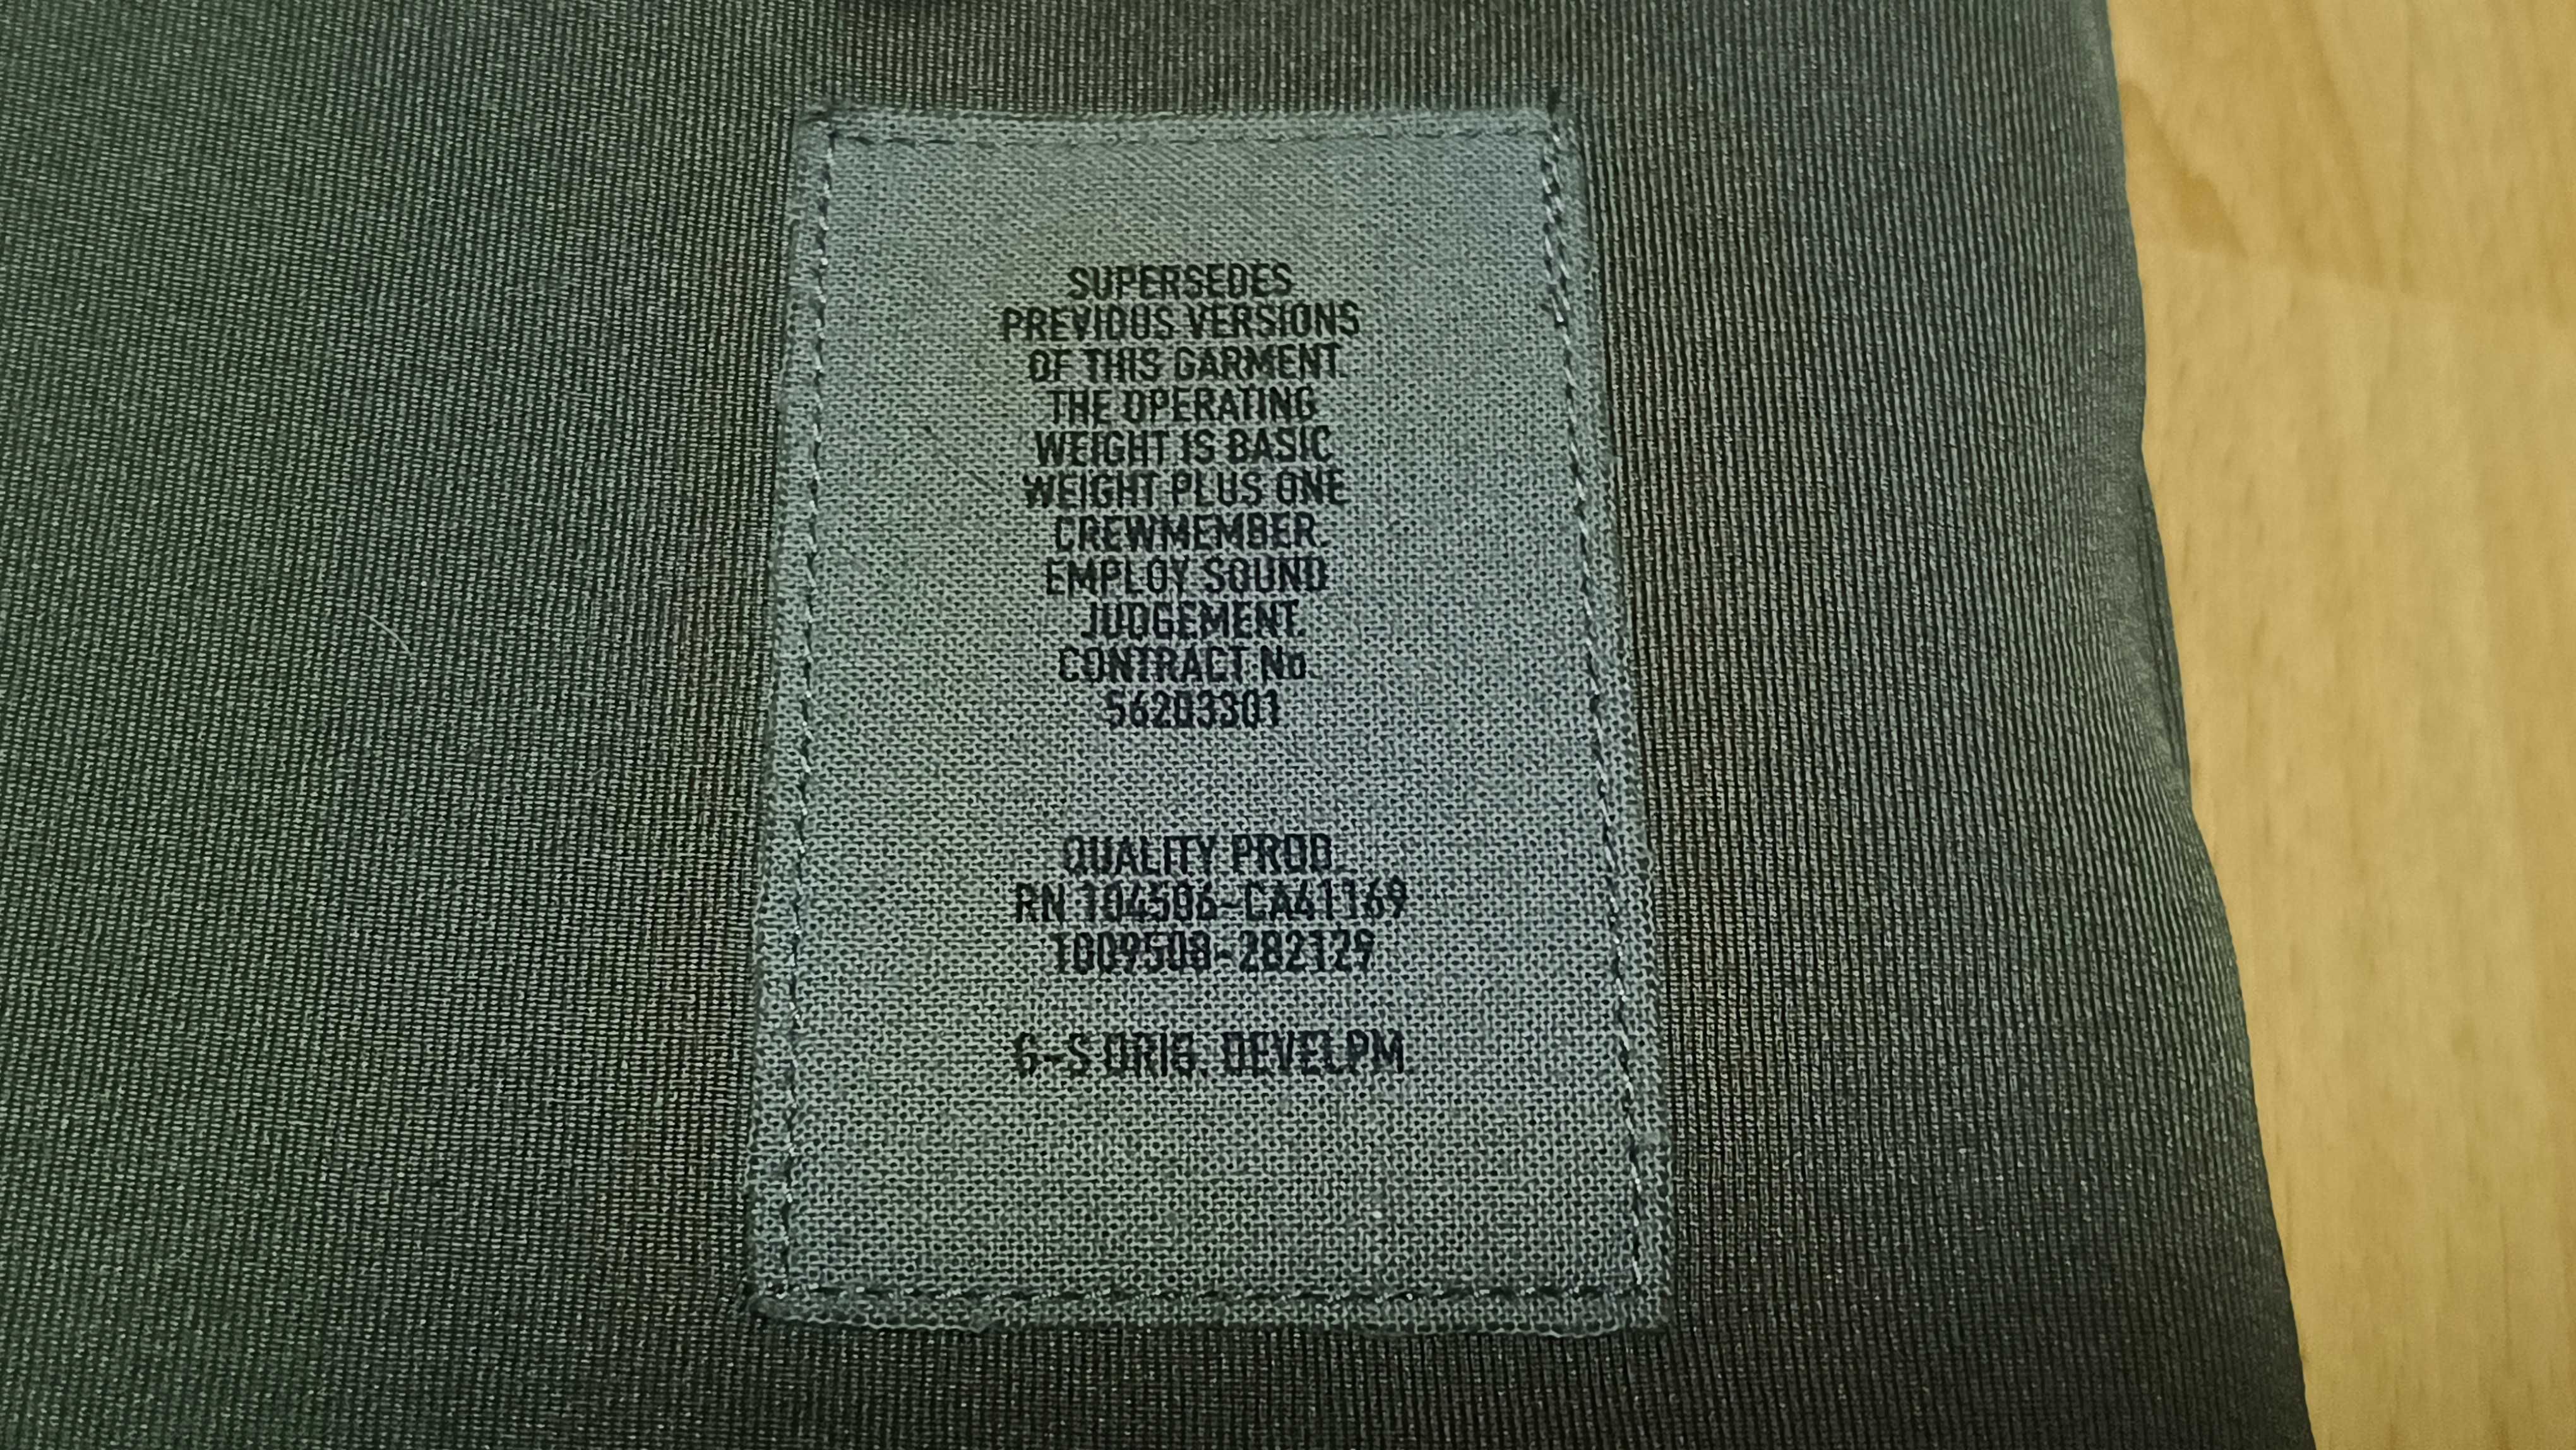 SUPERSEDES
PREVIOUS VERSIONS
OF THIS GARMENT.
THE OPERATING
WEIGHT IS BASIC
WEIGHT PLUS ONE
CREWMEMBER.
EMPLOY SOUND
JUDGEMENT.
CONTRACT No.
56203301
QUALITY PROD.
RN 104506-CA41169
1009508-282129
G-S ORIG. DEVELPM